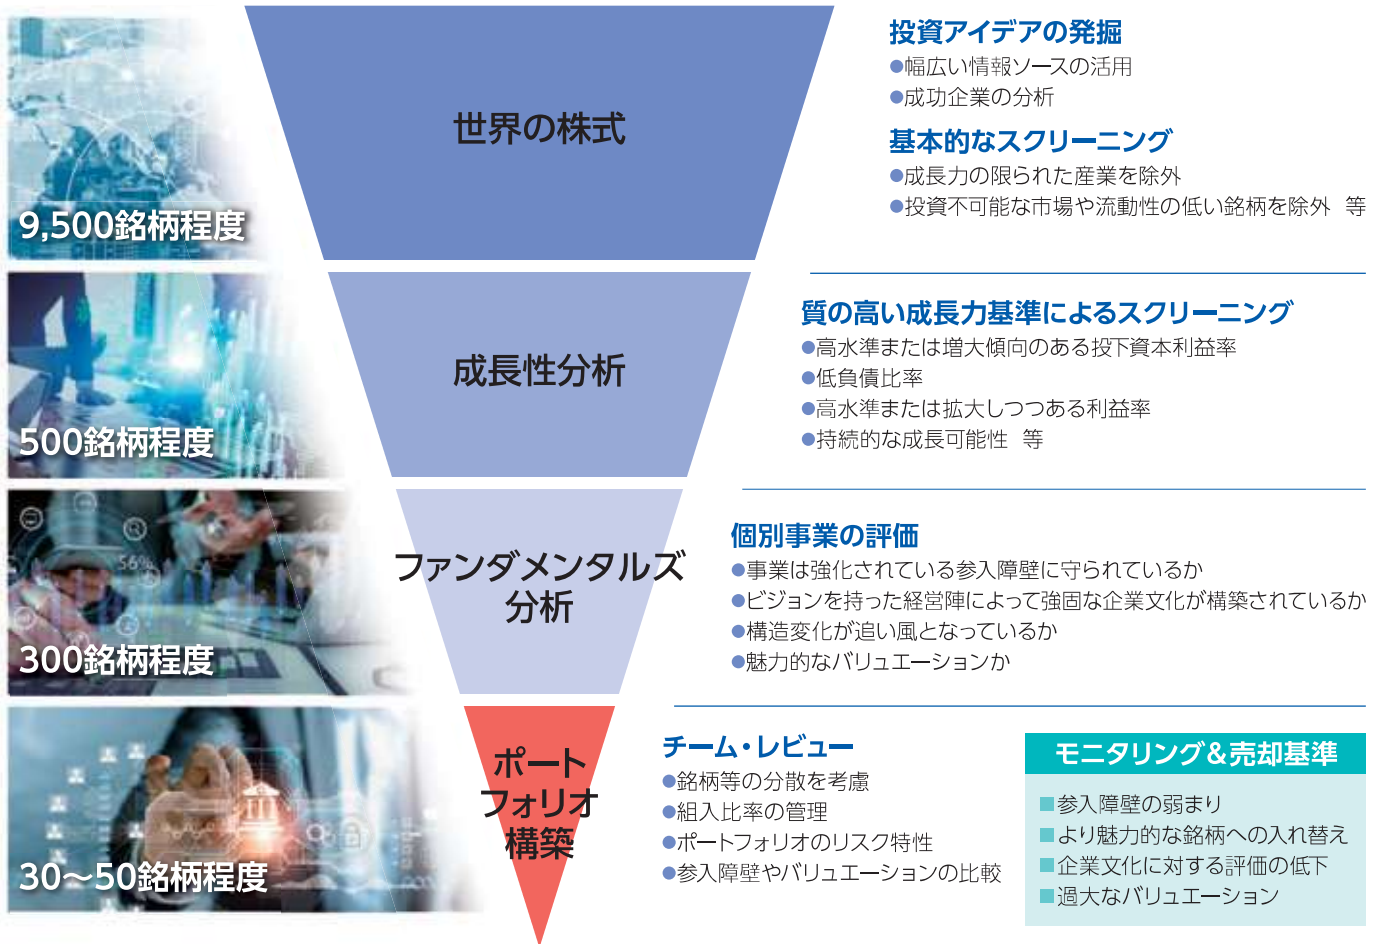 世界の株式
9,500銘柄程度
投資アイデアの発掘
●幅広い情報ソースの活用
●成功企業の分析
基本的なスクリーニング
●成長力の限られた産業を除外
●投資不可能な市場や流動性の低い銘柄を除外 等
成長性分析
500銘柄程度
質の高い成長力基準によるスクリーニング
●高水準または増大傾向のある投下資本利益率
●低負債比率
●高水準または拡大しつつある利益率
●持続的な成長可能性 等
ファンダメンタルズ
分析
56%
300銘柄程度
個別事業の評価
●事業は強化されている参入障壁に守られているか
●ビジョンを持った経営陣によって強固な企業文化が構築されているか
●構造変化が追い風となっているか
●魅力的なバリュエーションか
ポート
フォリオ
構築
30～50銘柄程度
チーム・レビュー
●銘柄等の分散を考慮
●組入比率の管理
●ポートフォリオのリスク特性
●参入障壁やバリュエーションの比較
モニタリング＆売却基準
■参入障壁の弱まり
■より魅力的な銘柄への入れ替え
■企業文化に対する評価の低下
■過大なバリュエーション